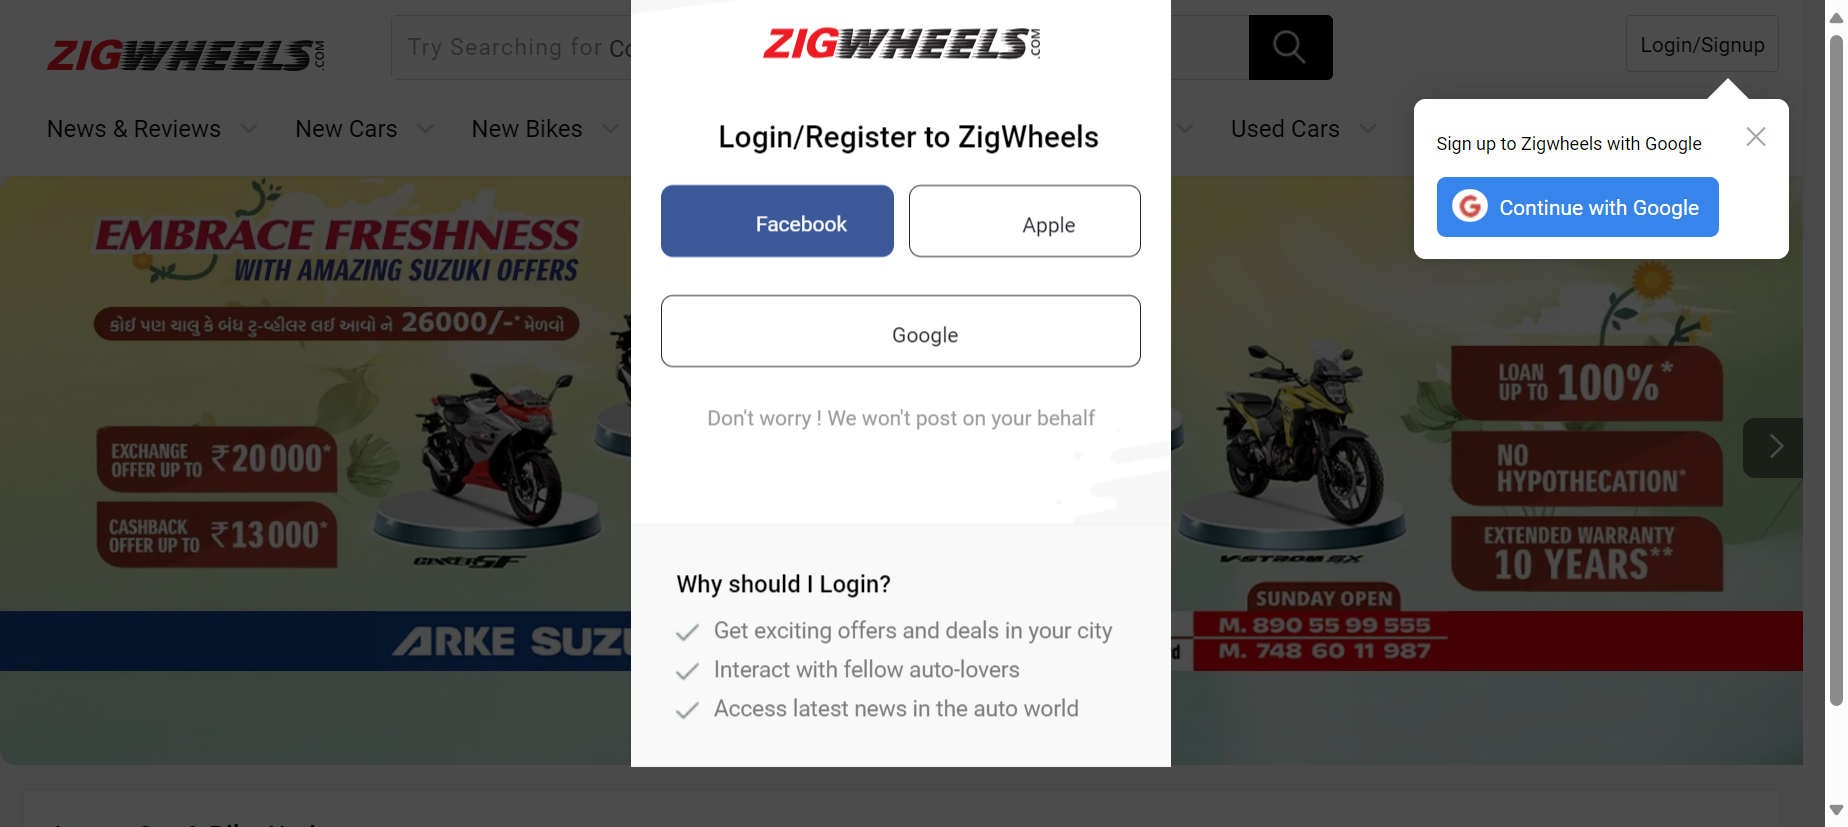 ZIGWHEELS.COM
Try Searching for
Login/Signup
News & Reviews
New Cars
New Bikes
Used Cars
ZIGWHEELS.COM
Login/Register to ZigWheels
Facebook
Apple
Google
Don't worry ! We won't post on your behalf
Why should I Login?
Get exciting offers and deals in your city
Interact with fellow auto-lovers
Access latest news in the auto world
Sign up to Zigwheels with Google
Continue with Google
EMBRACE FRESHNESS
WITH AMAZING SUZUKI OFFERS
કોઈ પણ ચાલુ કે બંધ ટુ-વ્હીલર લઈ આવો ને 26000/-* મેળવો
EXCHANGE
OFFER UP TO ₹20000*
CASHBACK
OFFER UP TO ₹13000*
GIXXER SF
LOAN
UP TO 100%*
NO
HYPOTHECATION*
EXTENDED WARRANTY
10 YEARS**
V-STROM SX
SUNDAY OPEN
ARKE
M. 890 55 99 555
M. 748 60 11 987